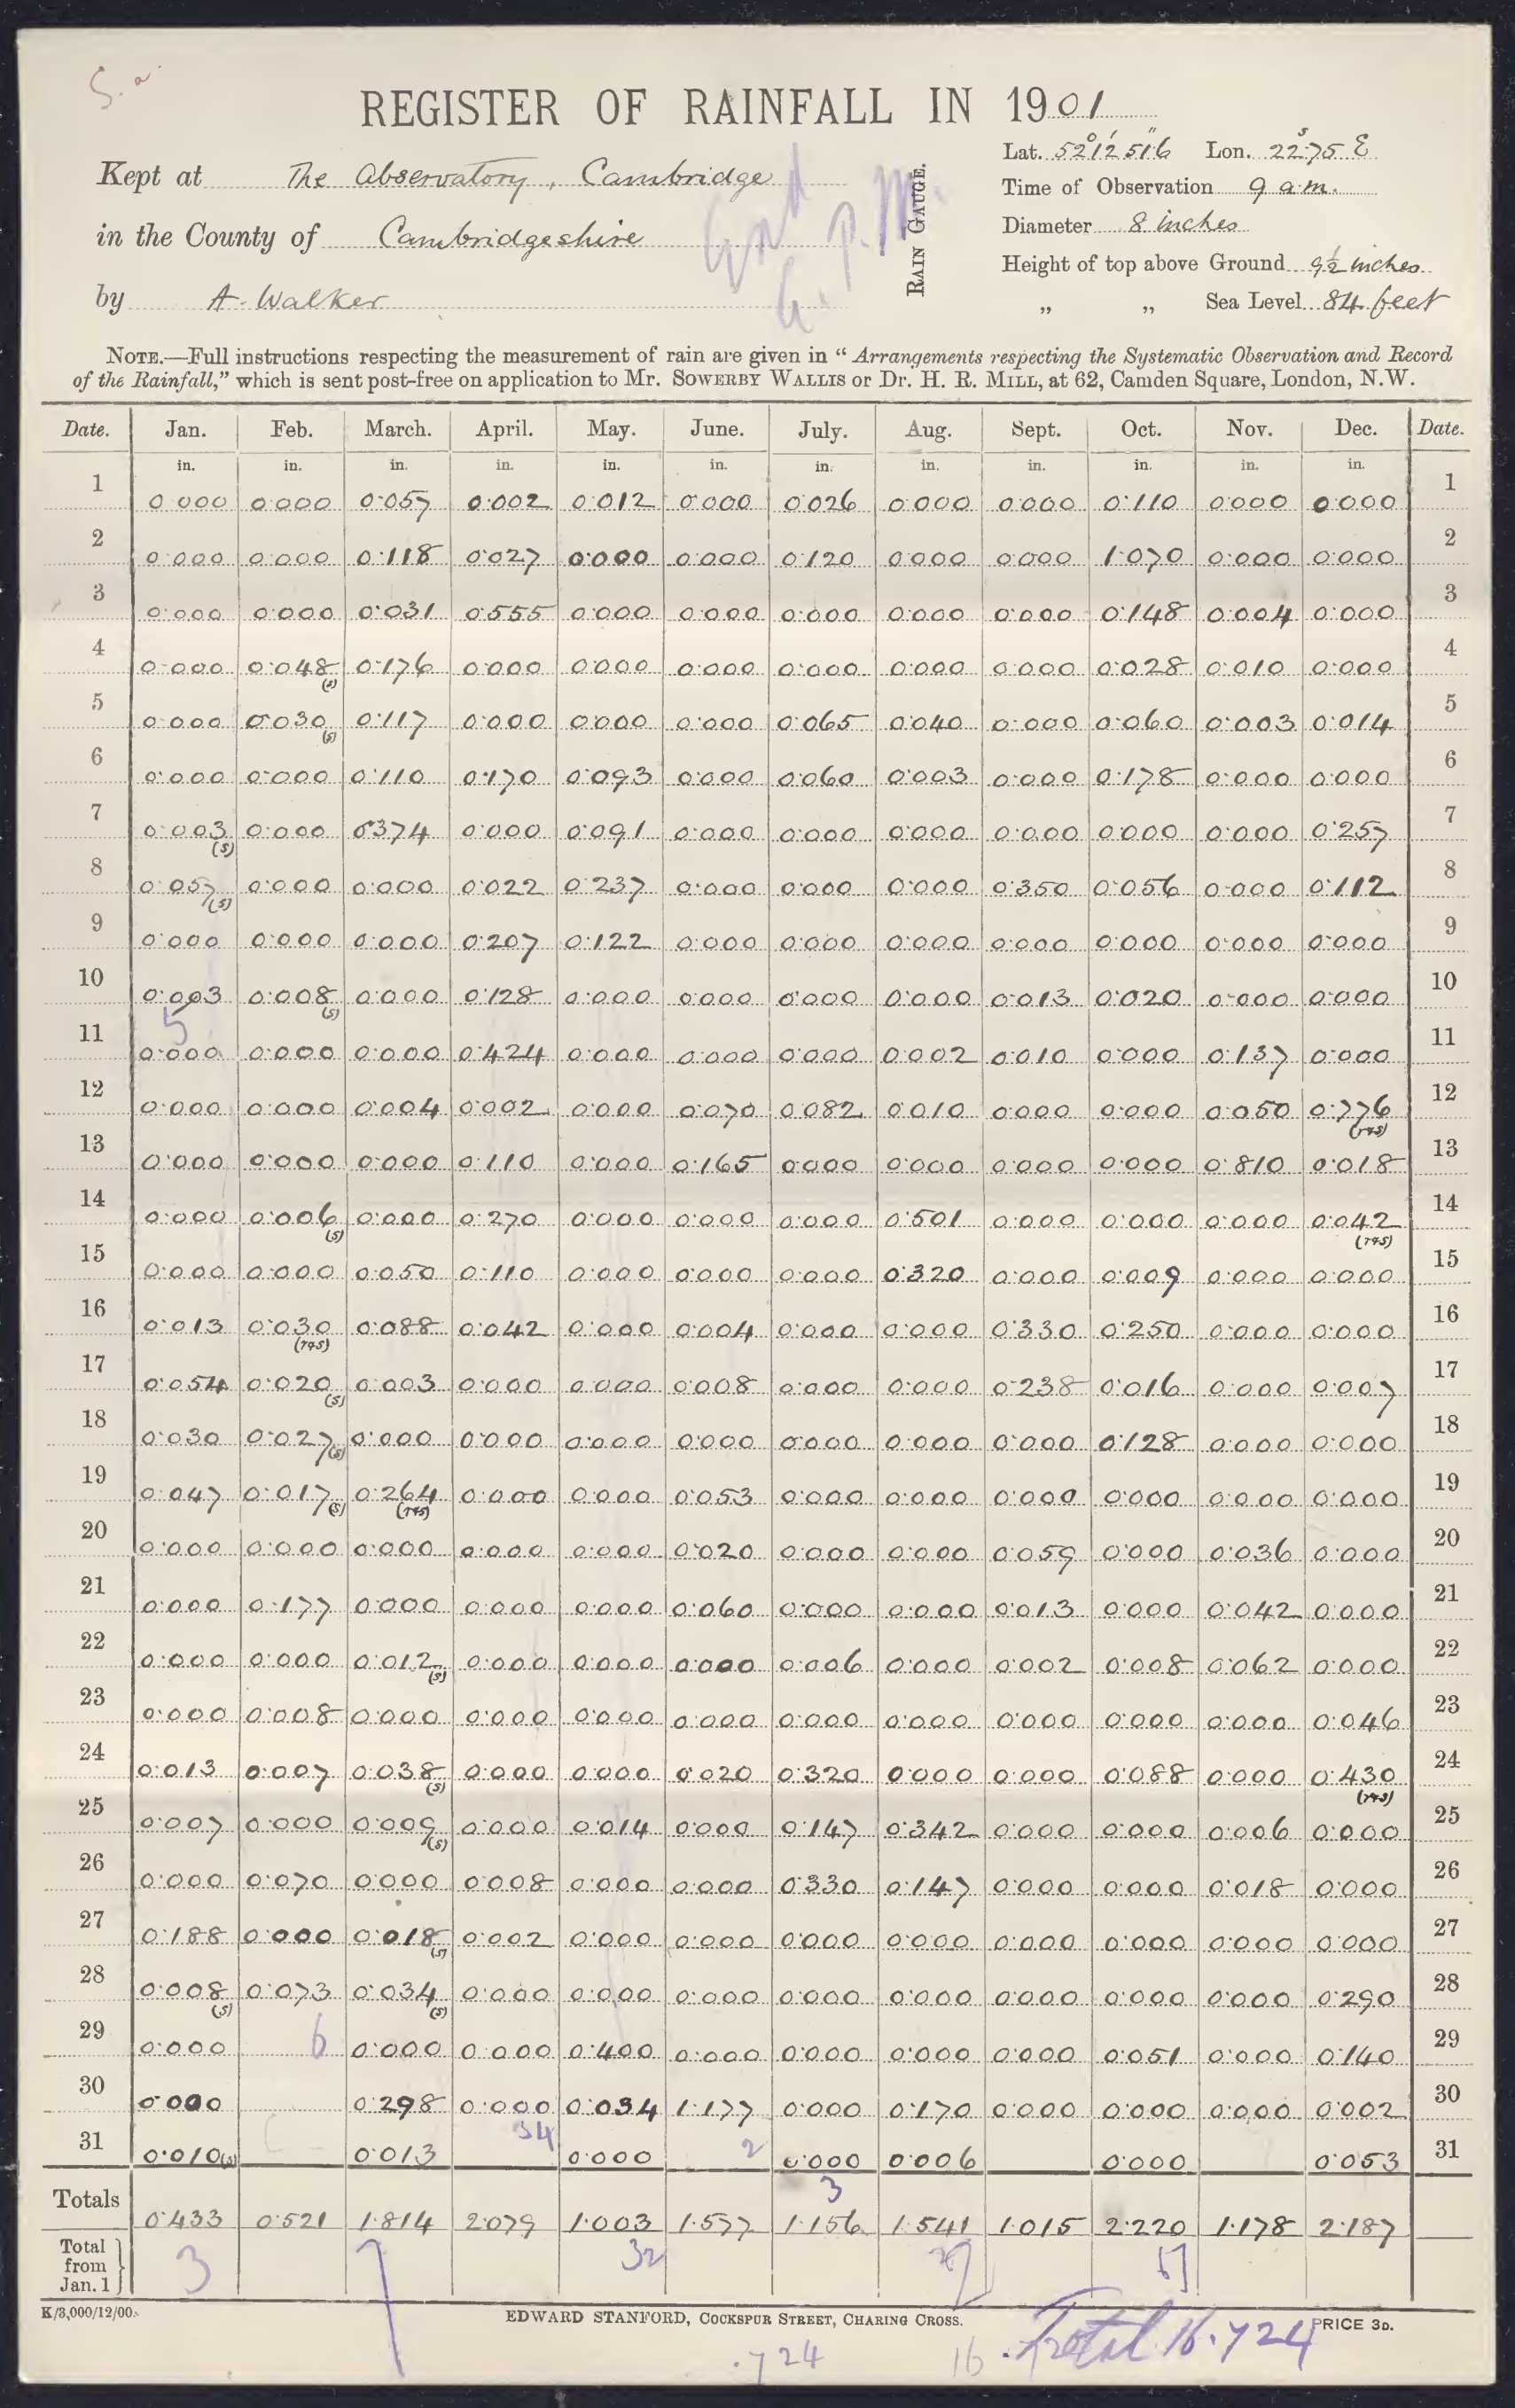 S. a.
REGISTER OF RAINFALL IN 1901
Kept at The Observatory, Cambridge
in the County of Cambridgeshire
by A. Walker
RAIN GAUGE.
Lat. 52° 12' 51".6 Lon. 22.75 E
Time of Observation 9 a.m.
Diameter 8 inches
Height of top above Ground 9½ inches
„ „ Sea Level 84 feet
NOTE.—Full instructions respecting the measurement of rain are given in “Arrangements respecting the Systematic Observation and Record
of the Rainfall,” which is sent post-free on application to Mr. SOWERBY WALLIS or Dr. H. R. MILL, at 62, Camden Square, London, N.W.
Date. Jan. Feb. March. April. May. June. July. Aug. Sept. Oct. Nov. Dec. Date.
in. in. in. in. in. in. in. in. in. in. in. in.
1 0.000 0.000 0.057 0.002 0.012 0.000 0.026 0.000 0.000 0.110 0.000 0.000 1
2 0.000 0.000 0.118 0.027 0.000 0.000 0.120 0.000 0.000 1.070 0.000 0.000 2
3 0.000 0.000 0.031 0.555 0.000 0.000 0.000 0.000 0.000 0.148 0.004 0.000 3
4 0.000 0.048 (s) 0.176 0.000 0.000 0.000 0.000 0.000 0.000 0.028 0.010 0.000 4
5 0.000 0.030 (s) 0.117 0.000 0.000 0.000 0.065 0.040 0.000 0.060 0.003 0.014 5
6 0.000 0.000 0.110 0.170 0.093 0.000 0.060 0.003 0.000 0.178 0.000 0.000 6
7 0.003 (s) 0.000 0.374 0.000 0.091 0.000 0.000 0.000 0.000 0.000 0.000 0.257 7
8 0.057 (s) 0.000 0.000 0.022 0.237 0.000 0.000 0.000 0.350 0.056 0.000 0.112 8
9 0.000 0.000 0.000 0.207 0.122 0.000 0.000 0.000 0.000 0.000 0.000 0.000 9
10 0.003 0.008 (s) 0.000 0.128 0.000 0.000 0.000 0.000 0.013 0.020 0.000 0.000 10
5
11 0.000 0.000 0.000 0.424 0.000 0.000 0.000 0.002 0.010 0.000 0.137 0.000 11
12 0.000 0.000 0.004 0.002 0.000 0.070 0.082 0.010 0.000 0.000 0.050 0.776 (r&s) 12
13 0.000 0.000 0.000 0.110 0.000 0.165 0.000 0.000 0.000 0.000 0.810 0.018 13
14 0.000 0.006 (s) 0.000 0.270 0.000 0.000 0.000 0.501 0.000 0.000 0.000 0.042 (r&s) 14
15 0.000 0.000 0.050 0.110 0.000 0.000 0.000 0.320 0.000 0.009 0.000 0.000 15
16 0.013 0.030 (r&s) 0.088 0.042 0.000 0.004 0.000 0.000 0.330 0.250 0.000 0.000 16
17 0.054 0.020 (s) 0.003 0.000 0.000 0.008 0.000 0.000 0.238 0.016 0.000 0.007 17
18 0.030 0.027 (s) 0.000 0.000 0.000 0.000 0.000 0.000 0.000 0.128 0.000 0.000 18
19 0.047 0.017 (s) 0.264 (r&s) 0.000 0.000 0.053 0.000 0.000 0.000 0.000 0.000 0.000 19
20 0.000 0.000 0.000 0.000 0.000 0.020 0.000 0.000 0.059 0.000 0.036 0.000 20
21 0.000 0.177 0.000 0.000 0.000 0.060 0.000 0.000 0.013 0.000 0.042 0.000 21
22 0.000 0.000 0.012 (s) 0.000 0.000 0.000 0.006 0.000 0.002 0.008 0.062 0.000 22
23 0.000 0.008 0.000 0.000 0.000 0.000 0.000 0.000 0.000 0.000 0.000 0.046 23
24 0.013 0.007 0.038 (s) 0.000 0.000 0.020 0.320 0.000 0.000 0.088 0.000 0.430 (r&s) 24
25 0.007 0.000 0.009 (s) 0.000 0.014 0.000 0.147 0.342 0.000 0.000 0.006 0.000 25
26 0.000 0.070 0.000 0.008 0.000 0.000 0.330 0.147 0.000 0.000 0.018 0.000 26
27 0.188 0.000 0.018 (s) 0.002 0.000 0.000 0.000 0.000 0.000 0.000 0.000 0.000 27
28 0.008 (s) 0.073 0.034 (s) 0.000 0.000 0.000 0.000 0.000 0.000 0.000 0.000 0.290 28
29 0.000 6 0.000 0.000 0.400 0.000 0.000 0.000 0.000 0.051 0.000 0.140 29
30 0.000 0.298 0.000 0.034 1.177 0.000 0.170 0.000 0.000 0.000 0.002 30
31 0.010 (s) 0.013 34 0.000 2 0.000 0.006 0.000 0.053 31
3
Totals 0.433 0.521 1.814 2.079 1.003 1.577 1.156 1.541 1.015 2.220 1.178 2.187
Total from Jan. 1 3 7 32
K/3,000/12/00.
EDWARD STANFORD, COCKSPUR STREET, CHARING CROSS.
PRICE 3D.
.724 16 . Total 16.724